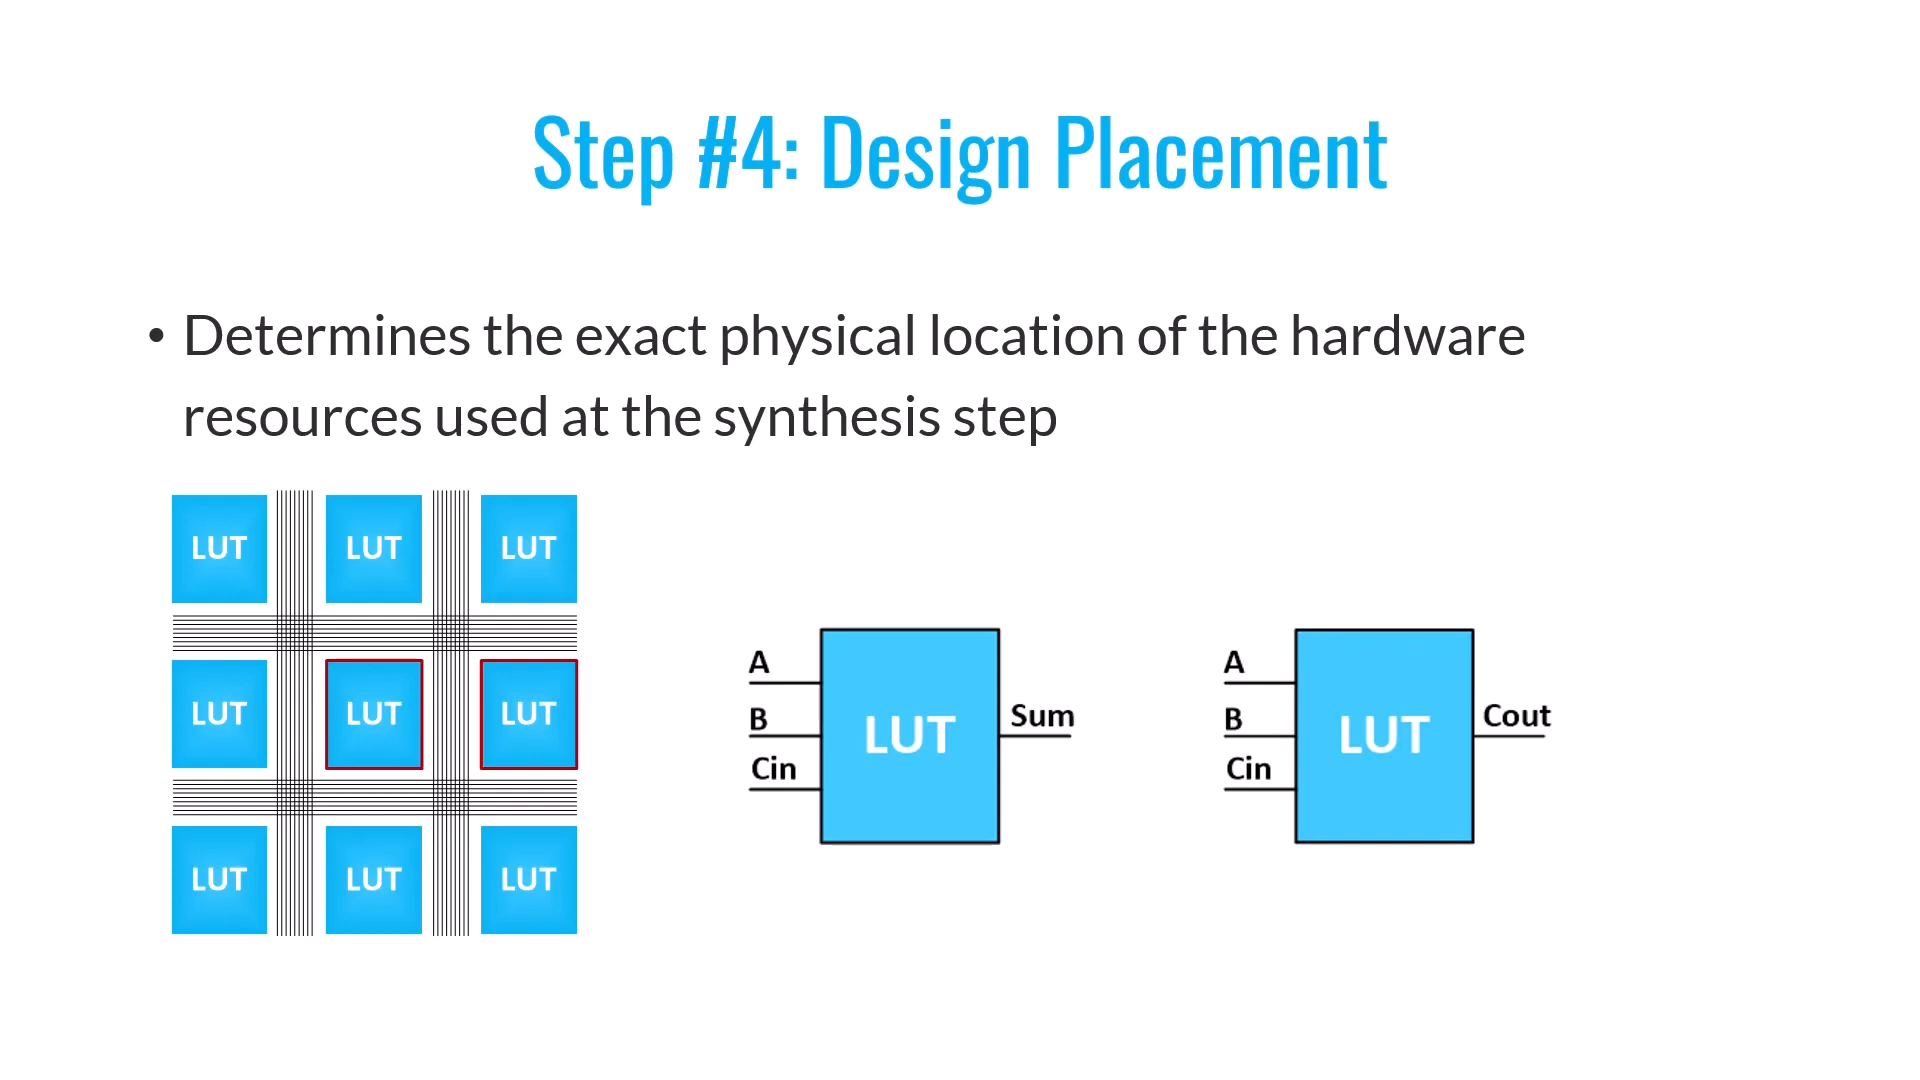 Step #4: Design Placement
• Determines the exact physical location of the hardware
resources used at the synthesis step
LUT LUT LUT
LUT LUT LUT
LUT LUT LUT
A
B
Cin
LUT
Sum
A
B
Cin
LUT
Cout